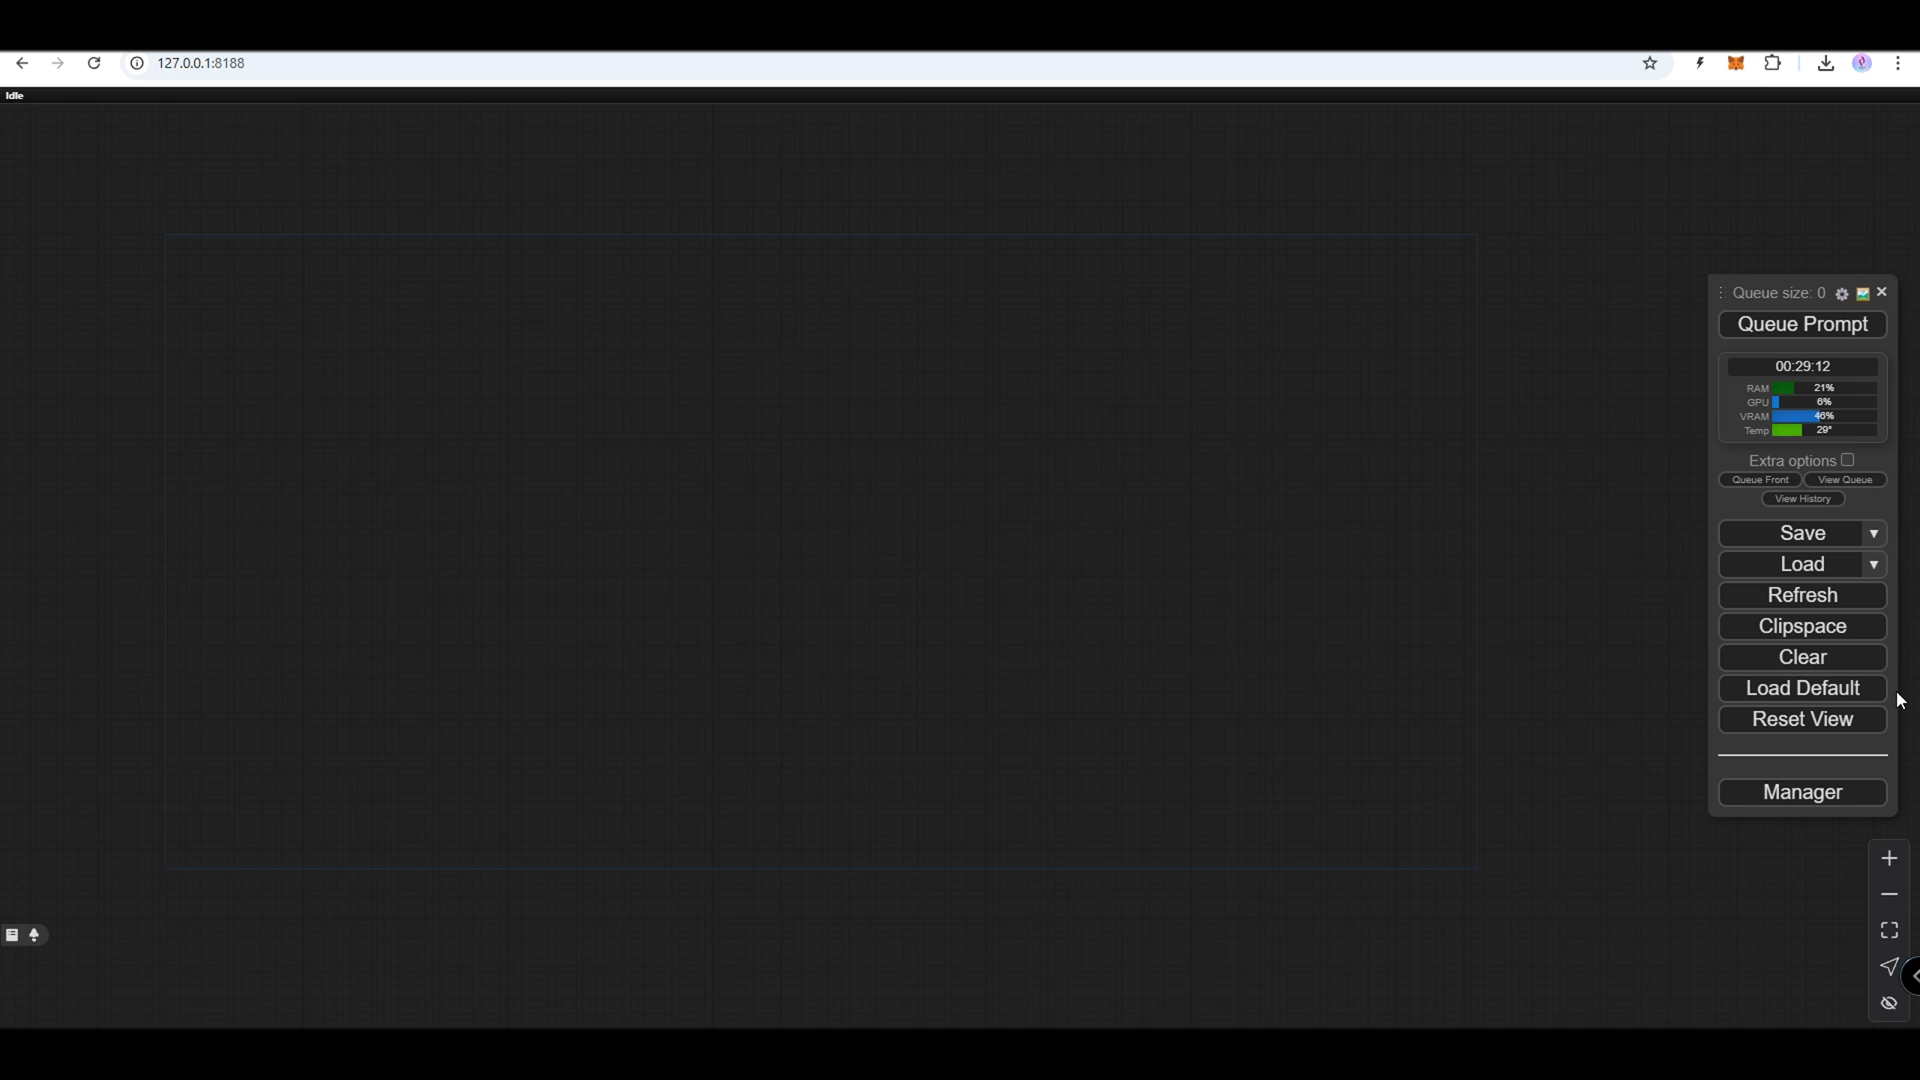 127.0.0.1:8188
Idle
Queue size: 0
Queue Prompt
00:29:12
RAM 21%
GPU 6%
VRAM 46%
Temp 29°
Extra options
Queue Front View Queue
View History
Save ▼
Load ▼
Refresh
Clipspace
Clear
Load Default
Reset View
Manager